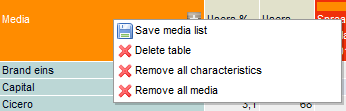 Media
Users %
Users
Sprea
Save media list
Delete table
Remove all characteristics
Remove all media
Brand eins
Capital
Cicero
3,1
68